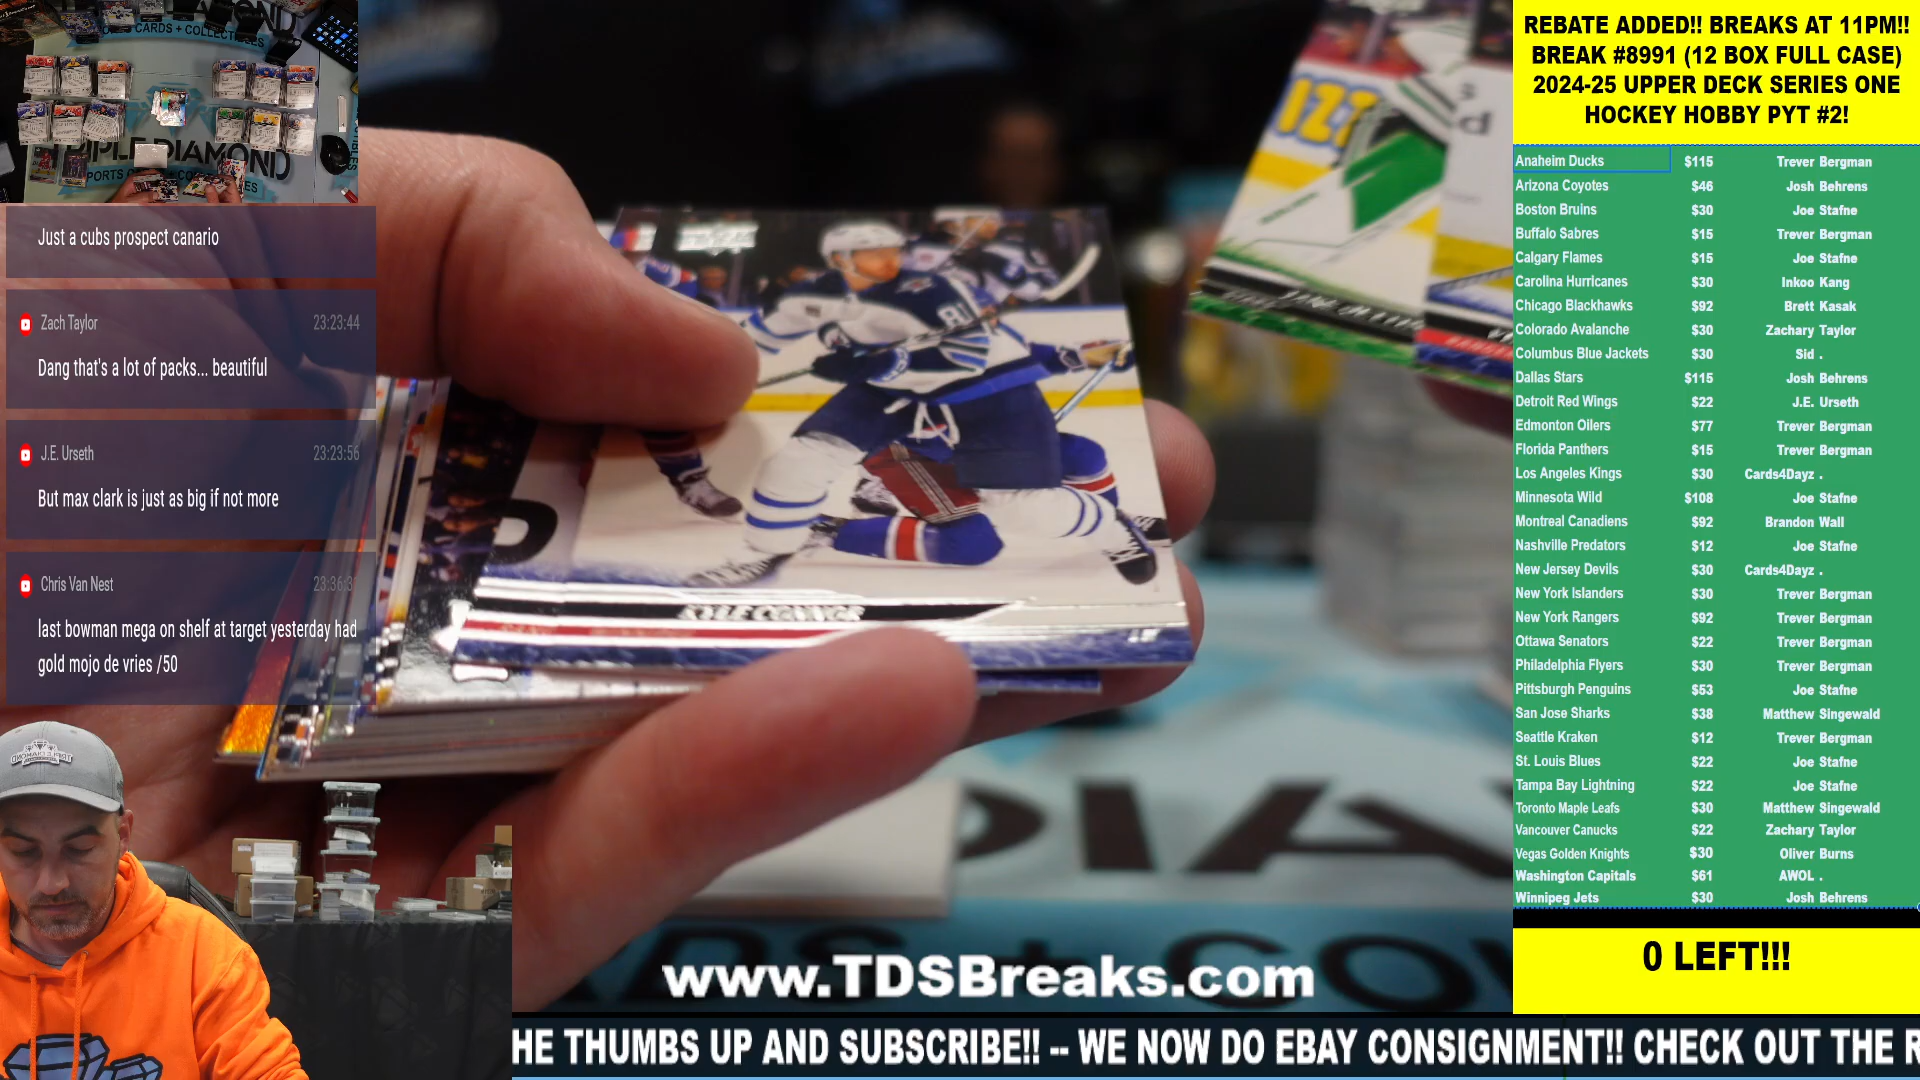 Just a cubs prospect canario
Zach Taylor 23:23:44
Dang that's a lot of packs... beautiful
J.E. Urseth 23:23:56
But max clark is just as big if not more
Chris Van Nest
last bowman mega on shelf at target yesterday had
gold mojo de vries /50
KYLE CONNOR
www.TDSBreaks.com
HE THUMBS UP AND SUBSCRIBE!! -- WE NOW DO EBAY CONSIGNMENT!! CHECK OUT THE R
REBATE ADDED!! BREAKS AT 11PM!!
BREAK #8991 (12 BOX FULL CASE)
2024-25 UPPER DECK SERIES ONE
HOCKEY HOBBY PYT #2!
Anaheim Ducks $115 Trever Bergman
Arizona Coyotes $46 Josh Behrens
Boston Bruins $30 Joe Stafne
Buffalo Sabres $15 Trever Bergman
Calgary Flames $15 Joe Stafne
Carolina Hurricanes $30 Inkoo Kang
Chicago Blackhawks $92 Brett Kasak
Colorado Avalanche $30 Zachary Taylor
Columbus Blue Jackets $30 Sid .
Dallas Stars $115 Josh Behrens
Detroit Red Wings $22 J.E. Urseth
Edmonton Oilers $77 Trever Bergman
Florida Panthers $15 Trever Bergman
Los Angeles Kings $30 Cards4Dayz .
Minnesota Wild $108 Joe Stafne
Montreal Canadiens $92 Brandon Wall
Nashville Predators $12 Joe Stafne
New Jersey Devils $30 Cards4Dayz .
New York Islanders $30 Trever Bergman
New York Rangers $92 Trever Bergman
Ottawa Senators $22 Trever Bergman
Philadelphia Flyers $30 Trever Bergman
Pittsburgh Penguins $53 Joe Stafne
San Jose Sharks $38 Matthew Singewald
Seattle Kraken $12 Trever Bergman
St. Louis Blues $22 Joe Stafne
Tampa Bay Lightning $22 Joe Stafne
Toronto Maple Leafs $30 Matthew Singewald
Vancouver Canucks $22 Zachary Taylor
Vegas Golden Knights $30 Oliver Burns
Washington Capitals $61 AWOL .
Winnipeg Jets $30 Josh Behrens
0 LEFT!!!